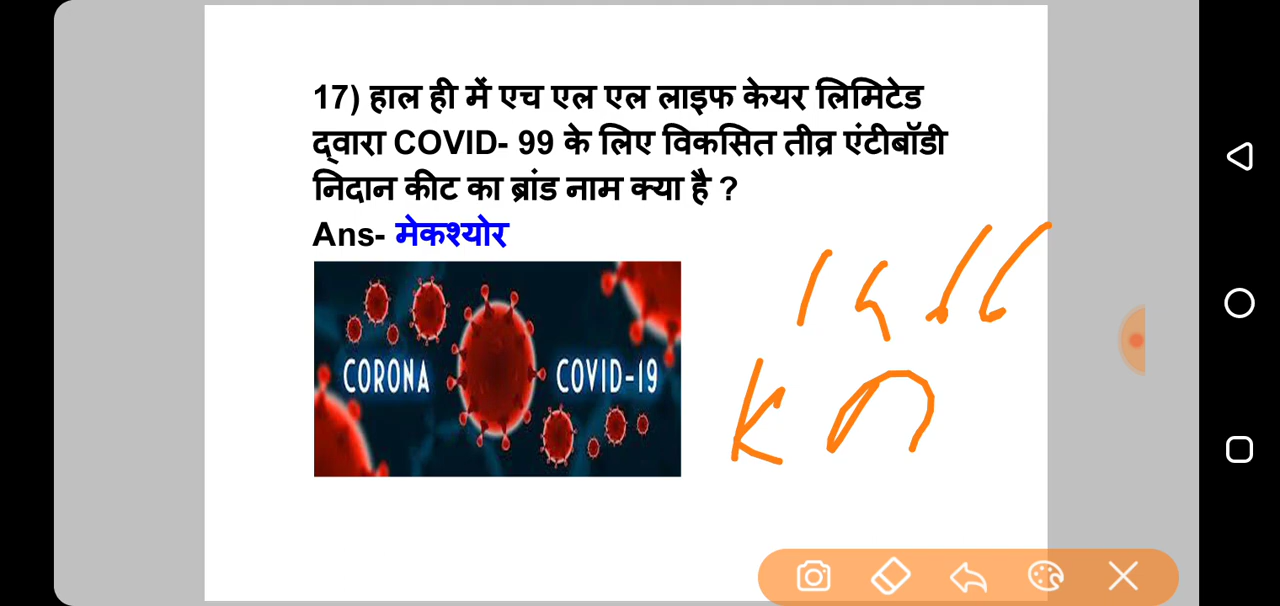 17) हाल ही में एच एल एल लाइफ केयर लिमिटेड
द्वारा COVID- 99 के लिए विकसित तीव्र एंटीबॉडी
निदान कीट का ब्रांड नाम क्या है ?
Ans- मेकश्योर
CORONA COVID-19